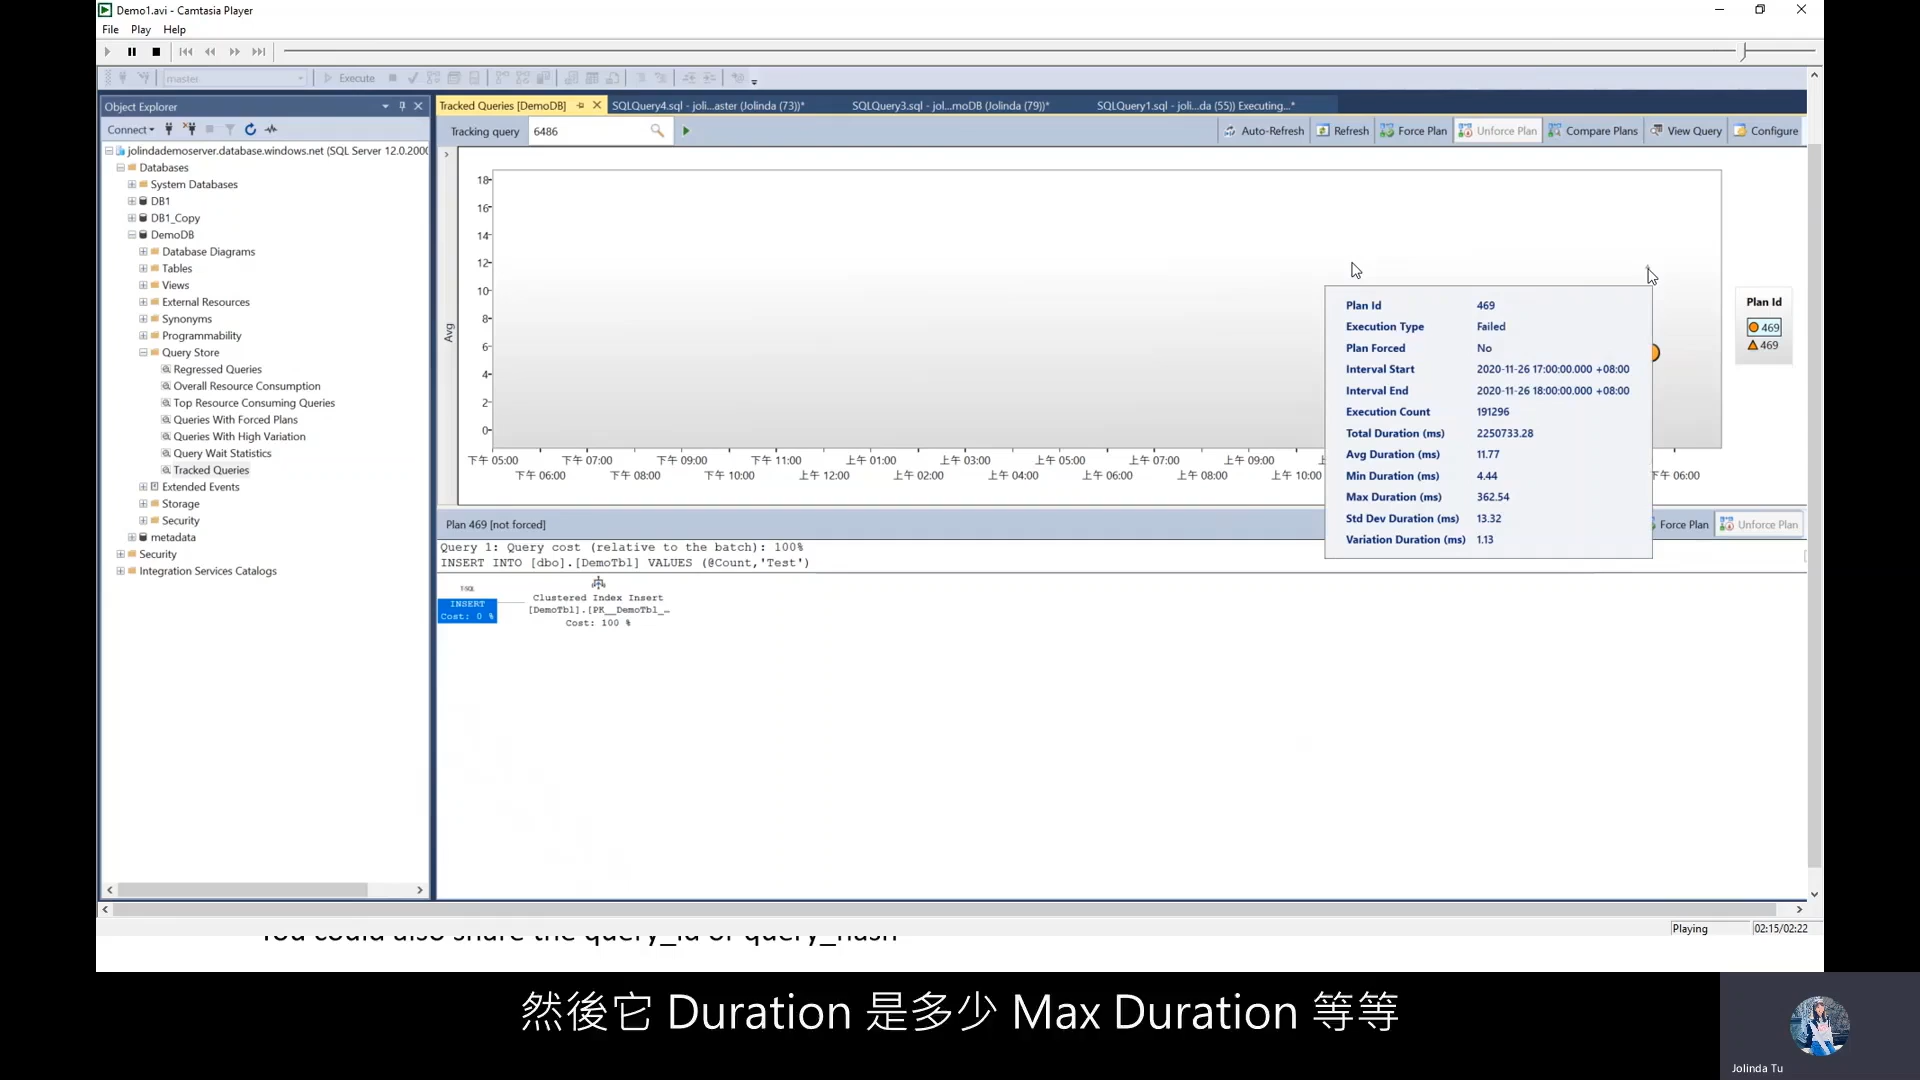 Demo1.avi - Camtasia Player
File Play Help
master
Execute
Object Explorer
Tracked Queries [DemoDB]
SQLQuery4.sql - joli...aster (Jolinda (73))*
SQLQuery3.sql - jol...moDB (Jolinda (79))*
SQLQuery1.sql - joli...da (55)) Executing...*
Connect
Tracking query 6486
Auto-Refresh Refresh Force Plan Unforce Plan Compare Plans View Query Configure
jolindademoserver.database.windows.net (SQL Server 12.0.2000
Databases
System Databases
DB1
DB1_Copy
DemoDB
Database Diagrams
Tables
Views
External Resources
Synonyms
Programmability
Query Store
Regressed Queries
Overall Resource Consumption
Top Resource Consuming Queries
Queries With Forced Plans
Queries With High Variation
Query Wait Statistics
Tracked Queries
Extended Events
Storage
Security
metadata
Security
Integration Services Catalogs
Avg
18
16
14
12
10
8
6
4
2
0
下午 05:00 下午 07:00 下午 09:00 下午 11:00 上午 01:00 上午 03:00 上午 05:00 下午 07:00 上午 09:00
下午 06:00 下午 08:00 下午 10:00 上午 12:00 上午 02:00 上午 04:00 上午 06:00 上午 08:00 上午 10:00 下午 06:00
Plan Id 469
Execution Type Failed
Plan Forced No
Interval Start 2020-11-26 17:00:00.000 +08:00
Interval End 2020-11-26 18:00:00.000 +08:00
Execution Count 191296
Total Duration (ms) 2250733.28
Avg Duration (ms) 11.77
Min Duration (ms) 4.44
Max Duration (ms) 362.54
Std Dev Duration (ms) 13.32
Variation Duration (ms) 1.13
Plan Id
469
469
Plan 469 [not forced]
Force Plan Unforce Plan
Query 1: Query cost (relative to the batch): 100%
INSERT INTO [dbo].[DemoTbl] VALUES (@Count,'Test')
T-SQL
INSERT
Cost: 0 %
Clustered Index Insert
[DemoTbl].[PK__DemoTbl_…
Cost: 100 %
Playing 02:15/02:22
You could also share the query_id or query_hash
然後它 Duration 是多少 Max Duration 等等
Jolinda Tu